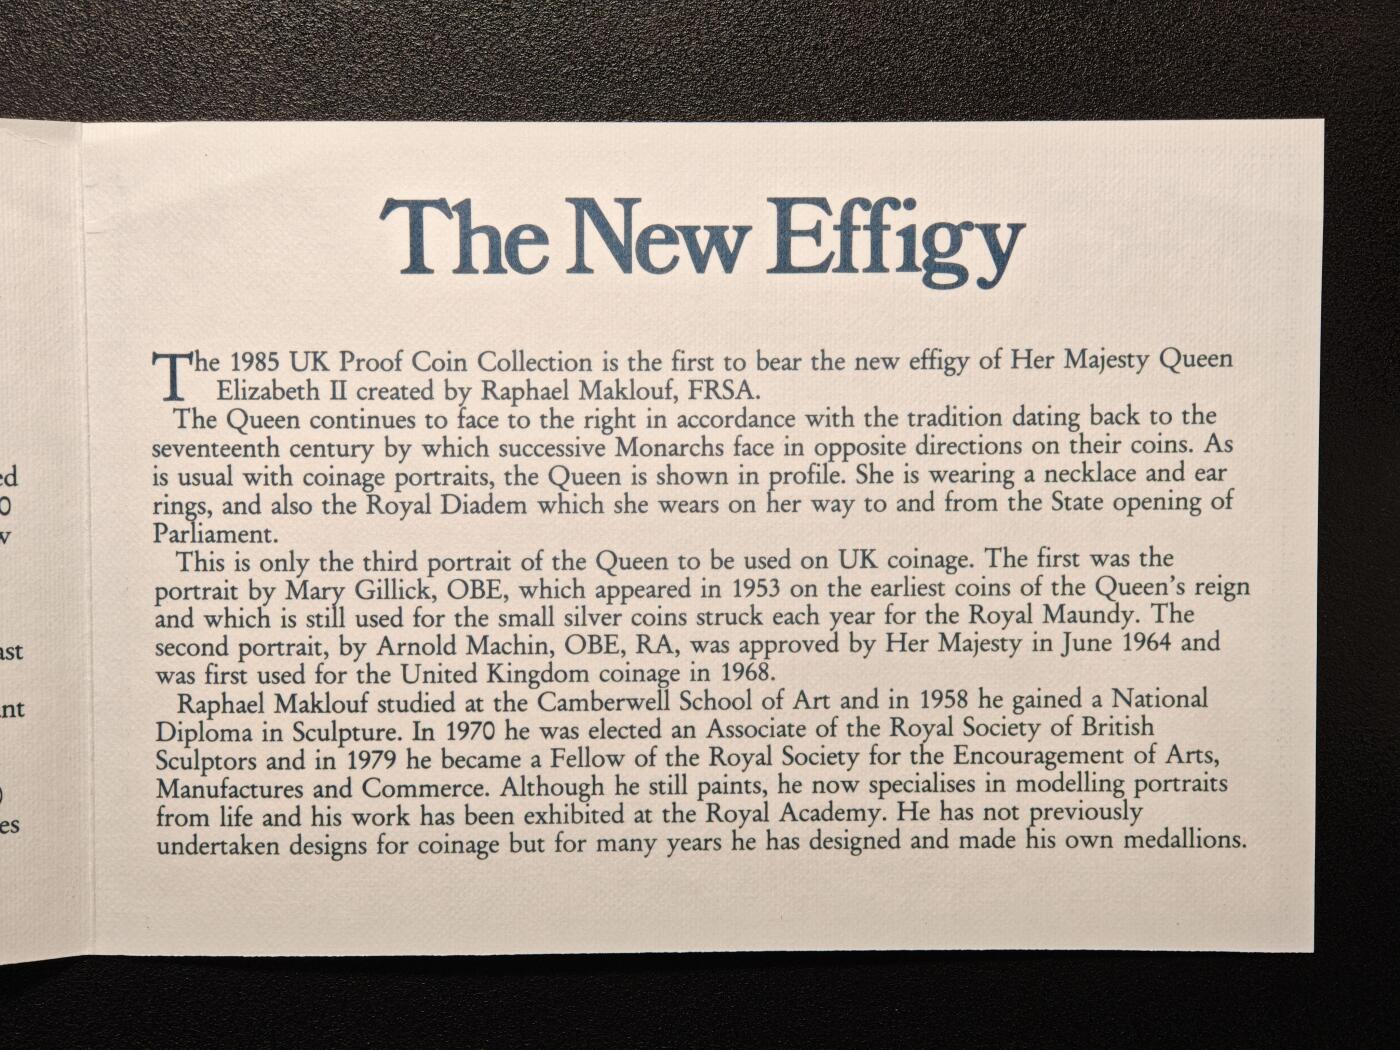 The New Effigy
The 1985 UK Proof Coin Collection is the first to bear the new effigy of Her Majesty Queen
Elizabeth II created by Raphael Maklouf, FRSA.
The Queen continues to face to the right in accordance with the tradition dating back to the
seventeenth century by which successive Monarchs face in opposite directions on their coins. As
is usual with coinage portraits, the Queen is shown in profile. She is wearing a necklace and ear
rings, and also the Royal Diadem which she wears on her way to and from the State opening of
Parliament.
This is only the third portrait of the Queen to be used on UK coinage. The first was the
portrait by Mary Gillick, OBE, which appeared in 1953 on the earliest coins of the Queen's reign
and which is still used for the small silver coins struck each year for the Royal Maundy. The
second portrait, by Arnold Machin, OBE, RA, was approved by Her Majesty in June 1964 and
was first used for the United Kingdom coinage in 1968.
Raphael Maklouf studied at the Camberwell School of Art and in 1958 he gained a National
Diploma in Sculpture. In 1970 he was elected an Associate of the Royal Society of British
Sculptors and in 1979 he became a Fellow of the Royal Society for the Encouragement of Arts,
Manufactures and Commerce. Although he still paints, he now specialises in modelling portraits
from life and his work has been exhibited at the Royal Academy. He has not previously
undertaken designs for coinage but for many years he has designed and made his own medallions.